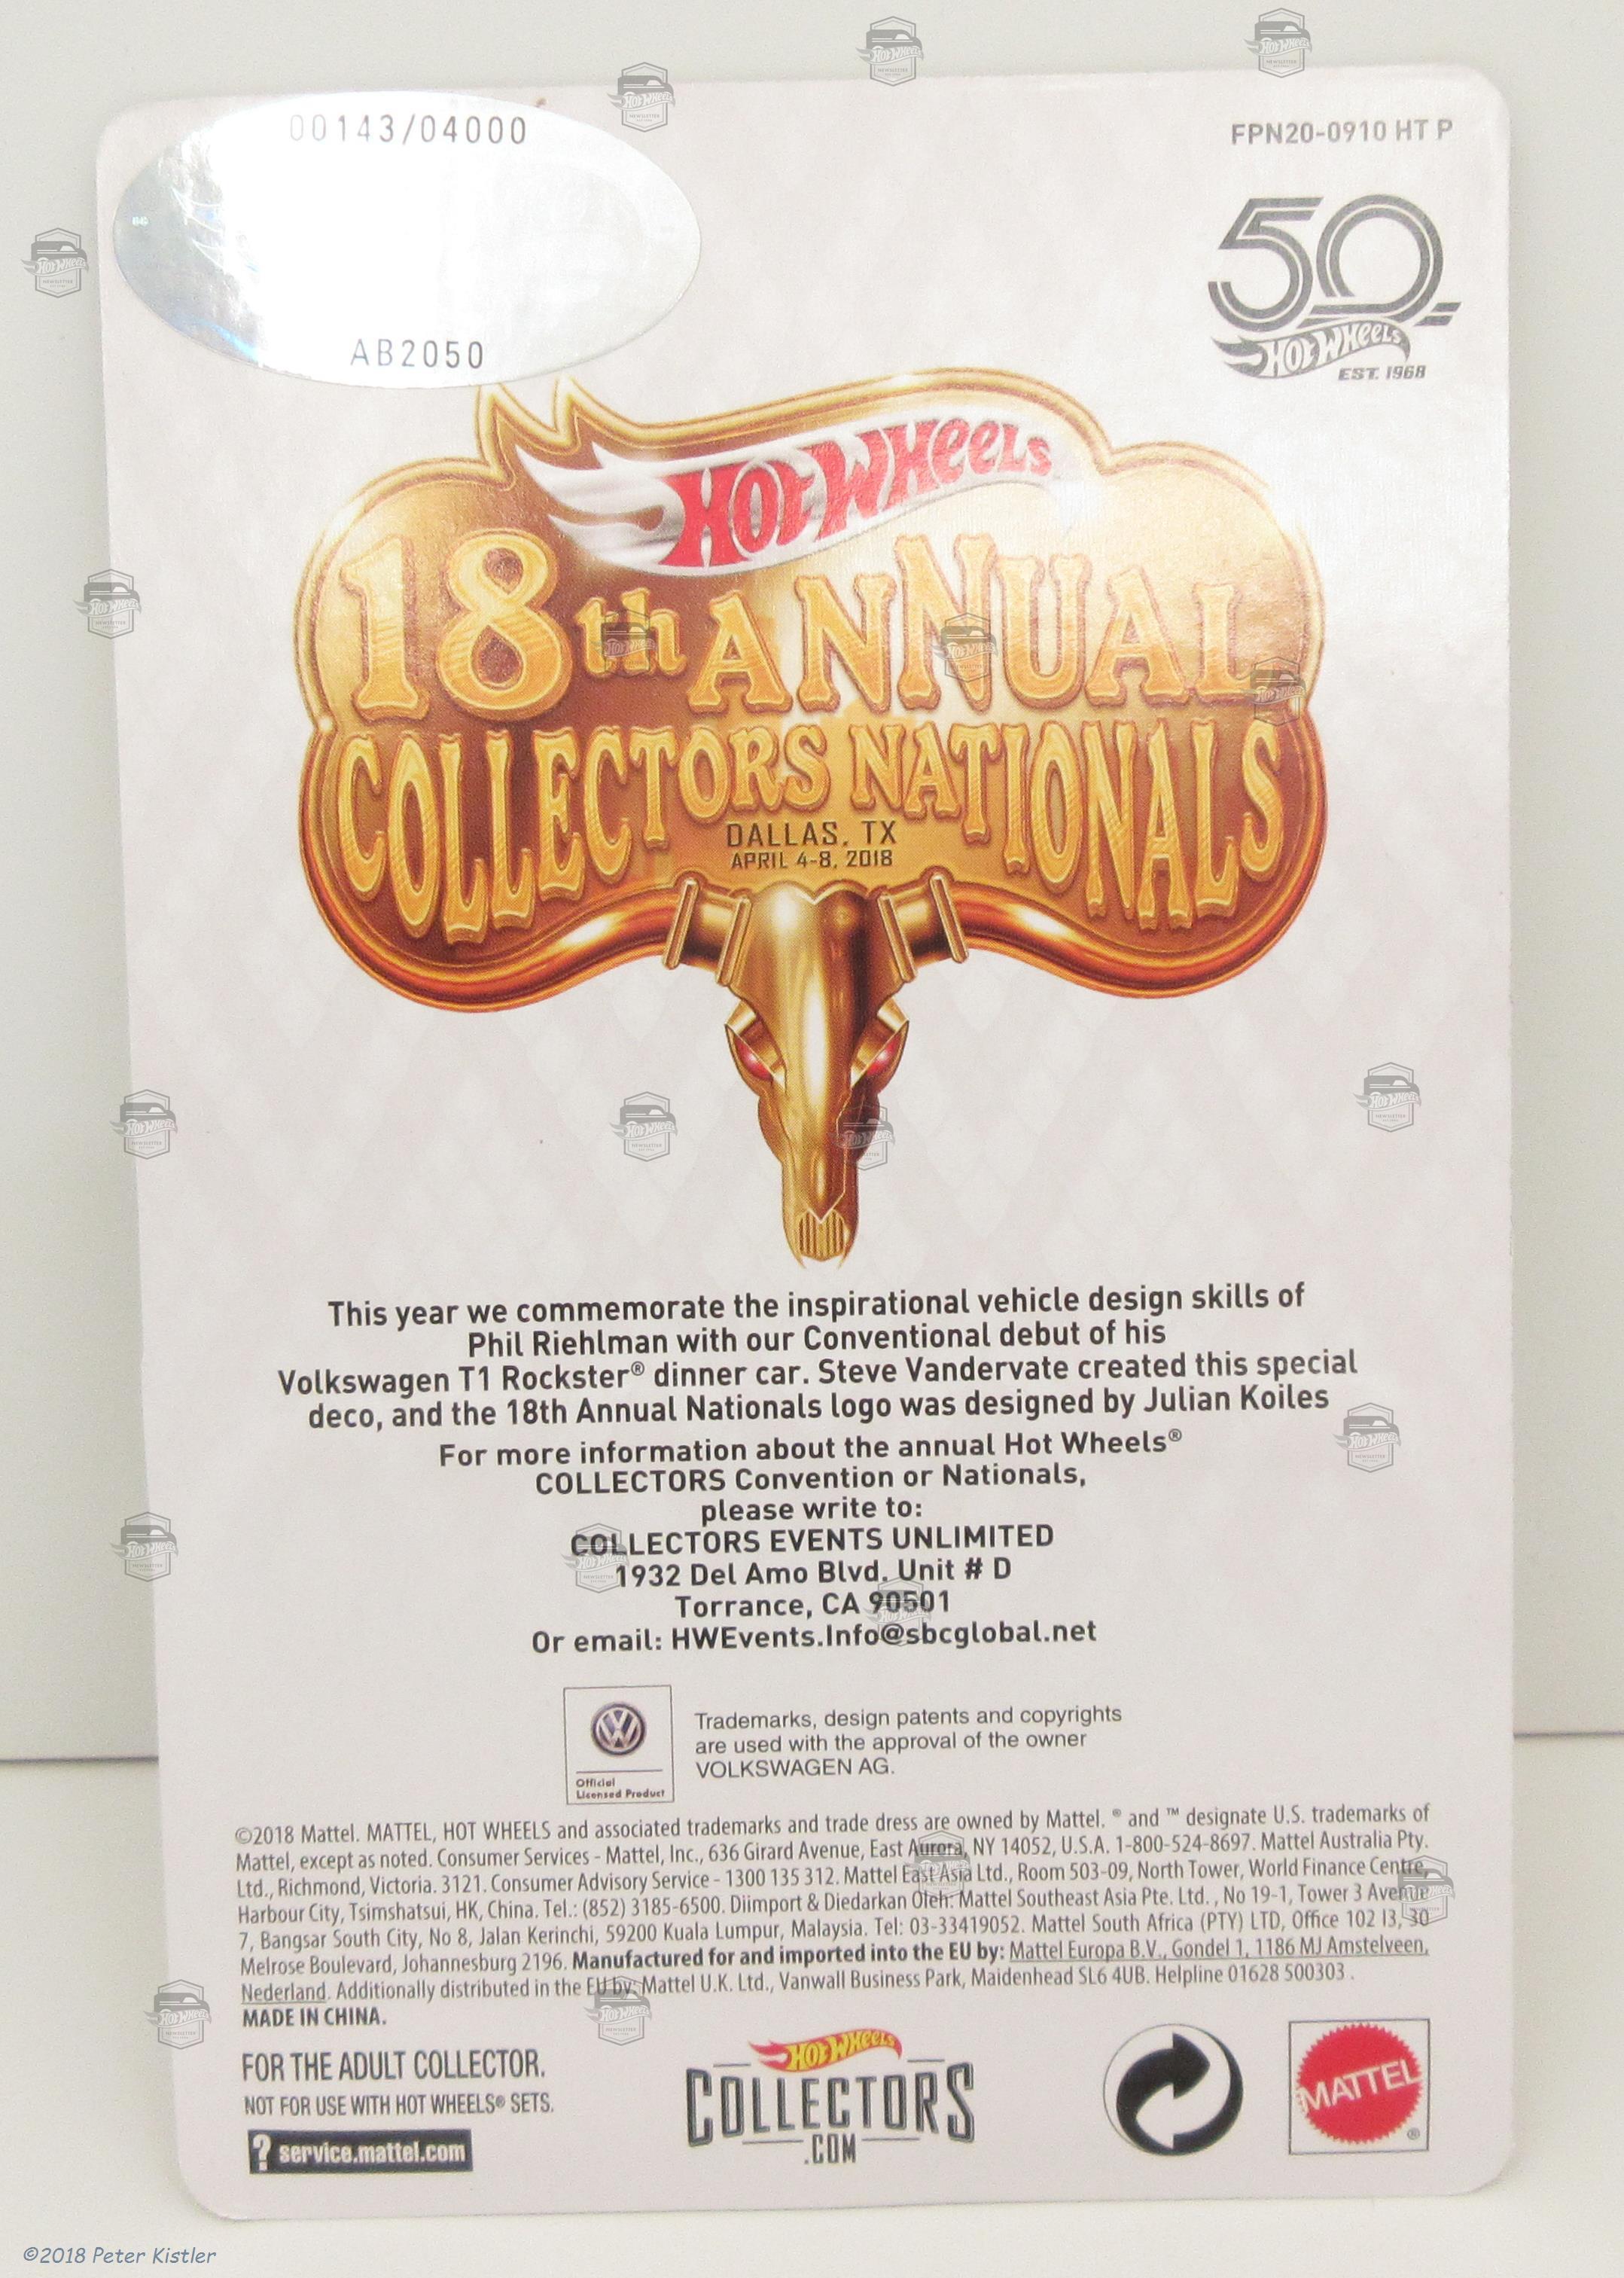 00143/04000
AB2050
FPN20-0910 HT P
50
HOT WHEELS
EST. 1968
HOT WHEELS
18th ANNUAL
COLLECTORS NATIONALS
DALLAS, TX
APRIL 4-8, 2018
This year we commemorate the inspirational vehicle design skills of
Phil Riehlman with our Conventional debut of his
Volkswagen T1 Rockster® dinner car. Steve Vandervate created this special
deco, and the 18th Annual Nationals logo was designed by Julian Koiles
For more information about the annual Hot Wheels®
COLLECTORS Convention or Nationals,
please write to:
COLLECTORS EVENTS UNLIMITED
1932 Del Amo Blvd. Unit # D
Torrance, CA 90501
Or email: HWEvents.Info@sbcglobal.net
Official
Licensed Product
Trademarks, design patents and copyrights
are used with the approval of the owner
VOLKSWAGEN AG.
©2018 Mattel. MATTEL, HOT WHEELS and associated trademarks and trade dress are owned by Mattel. ® and ™ designate U.S. trademarks of
Mattel, except as noted. Consumer Services - Mattel, Inc., 636 Girard Avenue, East Aurora, NY 14052, U.S.A. 1-800-524-8697. Mattel Australia Pty.
Ltd., Richmond, Victoria. 3121. Consumer Advisory Service - 1300 135 312. Mattel East Asia Ltd., Room 503-09, North Tower, World Finance Centre,
Harbour City, Tsimshatsui, HK, China. Tel.: (852) 3185-6500. Diimport & Diedarkan Oleh: Mattel Southeast Asia Pte. Ltd. , No 19-1, Tower 3 Avenue
7, Bangsar South City, No 8, Jalan Kerinchi, 59200 Kuala Lumpur, Malaysia. Tel: 03-33419052. Mattel South Africa (PTY) LTD, Office 102 I3, 30
Melrose Boulevard, Johannesburg 2196. Manufactured for and imported into the EU by: Mattel Europa B.V., Gondel 1, 1186 MJ Amstelveen,
Nederland. Additionally distributed in the EU by: Mattel U.K. Ltd., Vanwall Business Park, Maidenhead SL6 4UB. Helpline 01628 500303 .
MADE IN CHINA.
FOR THE ADULT COLLECTOR.
NOT FOR USE WITH HOT WHEELS® SETS.
? service.mattel.com
HOT WHEELS
COLLECTORS
.COM
MATTEL
®
©2018 Peter Kistler